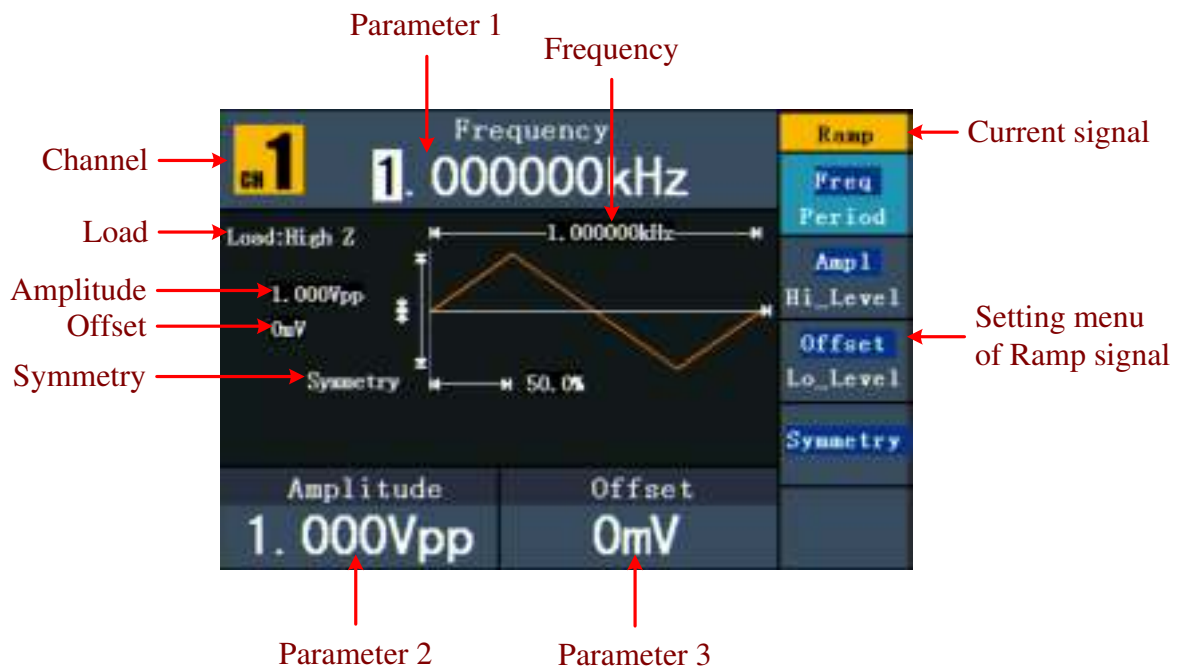 Parameter 1
Frequency
Channel
CH 1
Frequency
1.000000kHz
Ramp
Current signal
Freq
Period
Load
Load:High Z
1.000000kHz
Ampl
Hi_Level
Amplitude
1.000Vpp
Offset
0mV
Offset
Lo_Level
Setting menu
of Ramp signal
Symmetry
Symmetry
50.0%
Symmetry
Amplitude
1.000Vpp
Offset
0mV
Parameter 2
Parameter 3